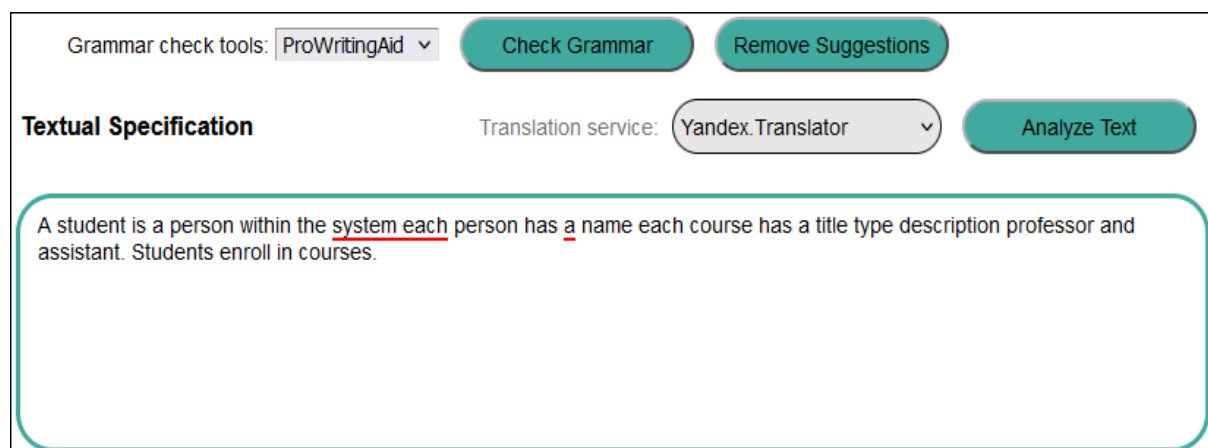 Grammar check tools: ProWritingAid Check Grammar Remove Suggestions
Textual Specification Translation service: Yandex.Translator Analyze Text
A student is a person within the system each person has a name each course has a title type description professor and
assistant. Students enroll in courses.